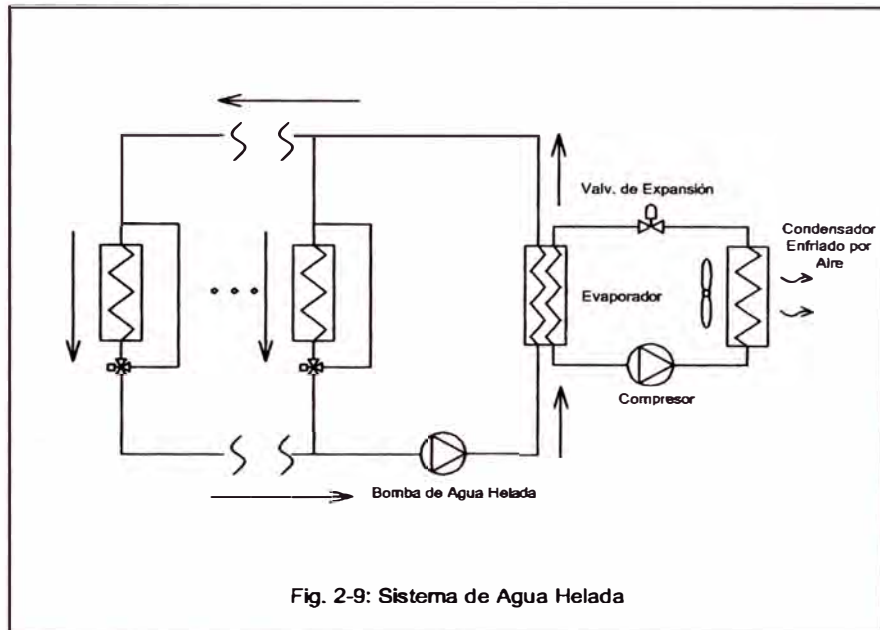 Valv. de Expansión
Condensador
Enfriado por
Aire
Evaporador
Compresor
Bomba de Agua Helada
Fig. 2-9: Sistema de Agua Helada